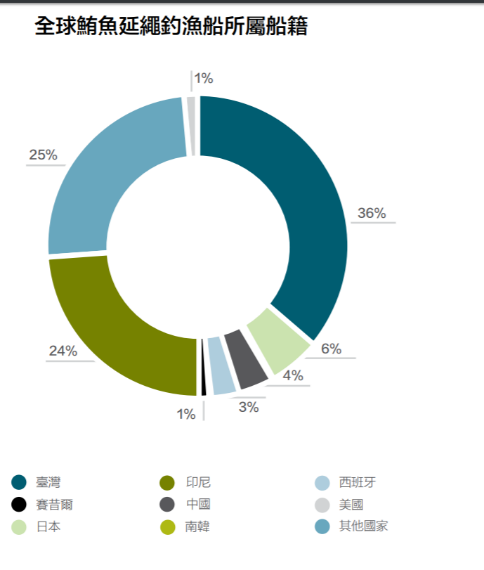 全球鮪魚延繩釣漁船所屬船籍
1%
25%
36%
24%
6%
4%
3%
1%
臺灣
印尼
西班牙
賽昔爾
中國
美國
日本
南韓
其他國家